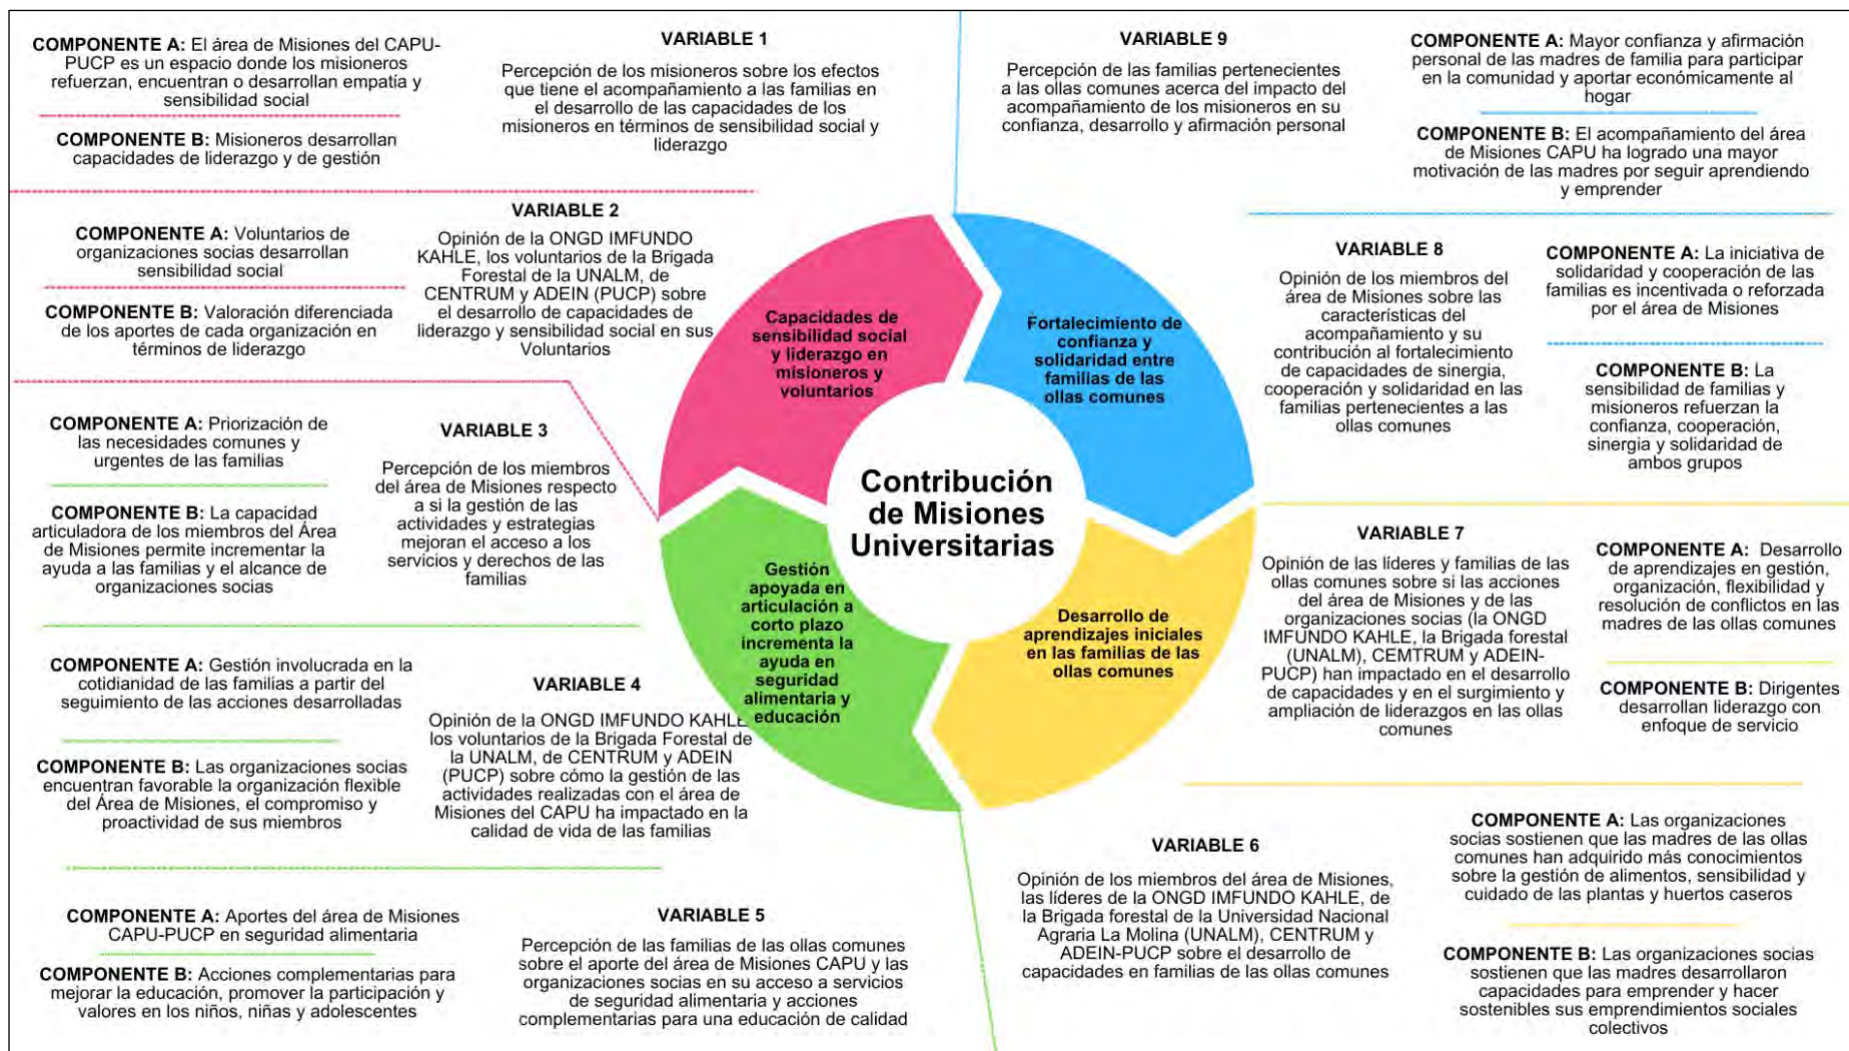 COMPONENTE A: El área de Misiones del CAPU-
PUCP es un espacio donde los misioneros
refuerzan, encuentran o desarrollan empatía y
sensibilidad social
COMPONENTE B: Misioneros desarrollan
capacidades de liderazgo y de gestión
VARIABLE 1
Percepción de los misioneros sobre los efectos
que tiene el acompañamiento a las familias en
el desarrollo de las capacidades de los
misioneros en términos de sensibilidad social y
liderazgo
COMPONENTE A: Voluntarios de
organizaciones socias desarrollan
sensibilidad social
COMPONENTE B: Valoración diferenciada
de los aportes de cada organización en
términos de liderazgo
VARIABLE 2
Opinión de la ONGD IMFUNDO
KAHLE, los voluntarios de la Brigada
Forestal de la UNALM, de
CENTRUM y ADEIN (PUCP) sobre
el desarrollo de capacidades de
liderazgo y sensibilidad social en sus
Voluntarios
COMPONENTE A: Priorización de
las necesidades comunes y
urgentes de las familias
COMPONENTE B: La capacidad
articuladora de los miembros del Área
de Misiones permite incrementar la
ayuda a las familias y el alcance de
organizaciones socias
VARIABLE 3
Percepción de los miembros
del área de Misiones respecto
a si la gestión de las
actividades y estrategias
mejoran el acceso a los
servicios y derechos de las
familias
COMPONENTE A: Gestión involucrada en la
cotidianidad de las familias a partir del
seguimiento de las acciones desarrolladas
COMPONENTE B: Las organizaciones socias
encuentran favorable la organización flexible
del Área de Misiones, el compromiso y
proactividad de sus miembros
VARIABLE 4
Opinión de la ONGD IMFUNDO KAHLE
los voluntarios de la Brigada Forestal de
la UNALM, de CENTRUM y ADEIN
(PUCP) sobre cómo la gestión de las
actividades realizadas con el área de
Misiones del CAPU ha impactado en la
calidad de vida de las familias
COMPONENTE A: Aportes del área de Misiones
CAPU-PUCP en seguridad alimentaria
COMPONENTE B: Acciones complementarias para
mejorar la educación, promover la participación y
valores en los niños, niñas y adolescentes
VARIABLE 5
Percepción de las familias de las ollas comunes
sobre el aporte del área de Misiones CAPU y las
organizaciones socias en su acceso a servicios
de seguridad alimentaria y acciones
complementarias para una educación de calidad
Capacidades de
sensibilidad social
y liderazgo en
misioneros y
voluntarios
Fortalecimiento de
confianza y
solidaridad entre
familias de las
ollas comunes
Contribución
de Misiones
Universitarias
Gestión
apoyada en
articulación a
corto plazo
incrementa la
ayuda en
seguridad
alimentaria y
educación
Desarrollo de
aprendizajes iniciales
en las familias de las
ollas comunes
VARIABLE 9
Percepción de las familias pertenecientes
a las ollas comunes acerca del impacto del
acompañamiento de los misioneros en su
confianza, desarrollo y afirmación personal
COMPONENTE A: Mayor confianza y afirmación
personal de las madres de familia para participar
en la comunidad y aportar económicamente al
hogar
COMPONENTE B: El acompañamiento del área
de Misiones CAPU ha logrado una mayor
motivación de las madres por seguir aprendiendo
y emprender
VARIABLE 8
Opinión de los miembros del
área de Misiones sobre las
características del
acompañamiento y su
contribución al fortalecimiento
de capacidades de sinergia,
cooperación y solidaridad en las
familias pertenecientes a las
ollas comunes
COMPONENTE A: La iniciativa de
solidaridad y cooperación de las
familias es incentivada o reforzada
por el área de Misiones
COMPONENTE B: La
sensibilidad de familias y
misioneros refuerzan la
confianza, cooperación,
sinergia y solidaridad de
ambos grupos
VARIABLE 7
Opinión de las líderes y familias de las
ollas comunes sobre si las acciones
del área de Misiones y de las
organizaciones socias (la ONGD
IMFUNDO KAHLE, la Brigada forestal
(UNALM), CEMTRUM y ADEIN-
PUCP) han impactado en el desarrollo
de capacidades y en el surgimiento y
ampliación de liderazgos en las ollas
comunes
COMPONENTE A: Desarrollo
de aprendizajes en gestión,
organización, flexibilidad y
resolución de conflictos en las
madres de las ollas comunes
COMPONENTE B: Dirigentes
desarrollan liderazgo con
enfoque de servicio
VARIABLE 6
Opinión de los miembros del área de Misiones,
las líderes de la ONGD IMFUNDO KAHLE, de
la Brigada forestal de la Universidad Nacional
Agraria La Molina (UNALM), CENTRUM y
ADEIN-PUCP sobre el desarrollo de
capacidades en familias de las ollas comunes
COMPONENTE A: Las organizaciones
socias sostienen que las madres de las ollas
comunes han adquirido más conocimientos
sobre la gestión de alimentos, sensibilidad y
cuidado de las plantas y huertos caseros
COMPONENTE B: Las organizaciones socias
sostienen que las madres desarrollaron
capacidades para emprender y hacer
sostenibles sus emprendimientos sociales
colectivos